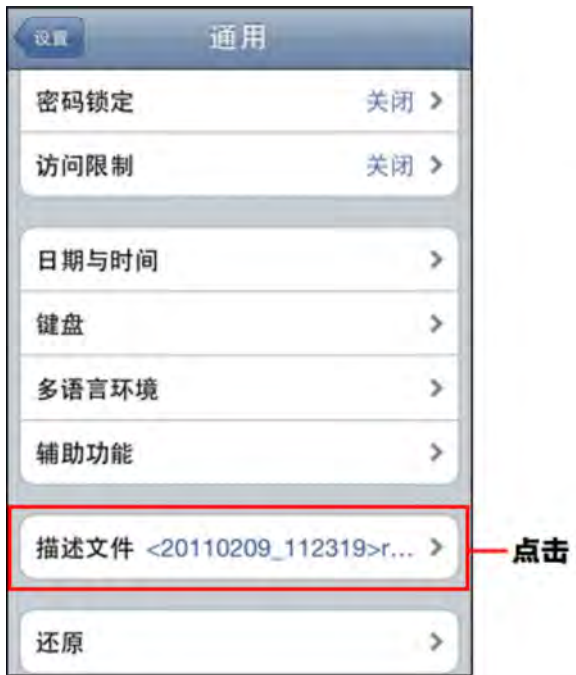 设置 通用
密码锁定 关闭
访问限制 关闭
日期与时间
键盘
多语言环境
辅助功能
描述文件 <20110209_112319>r... 点击
还原